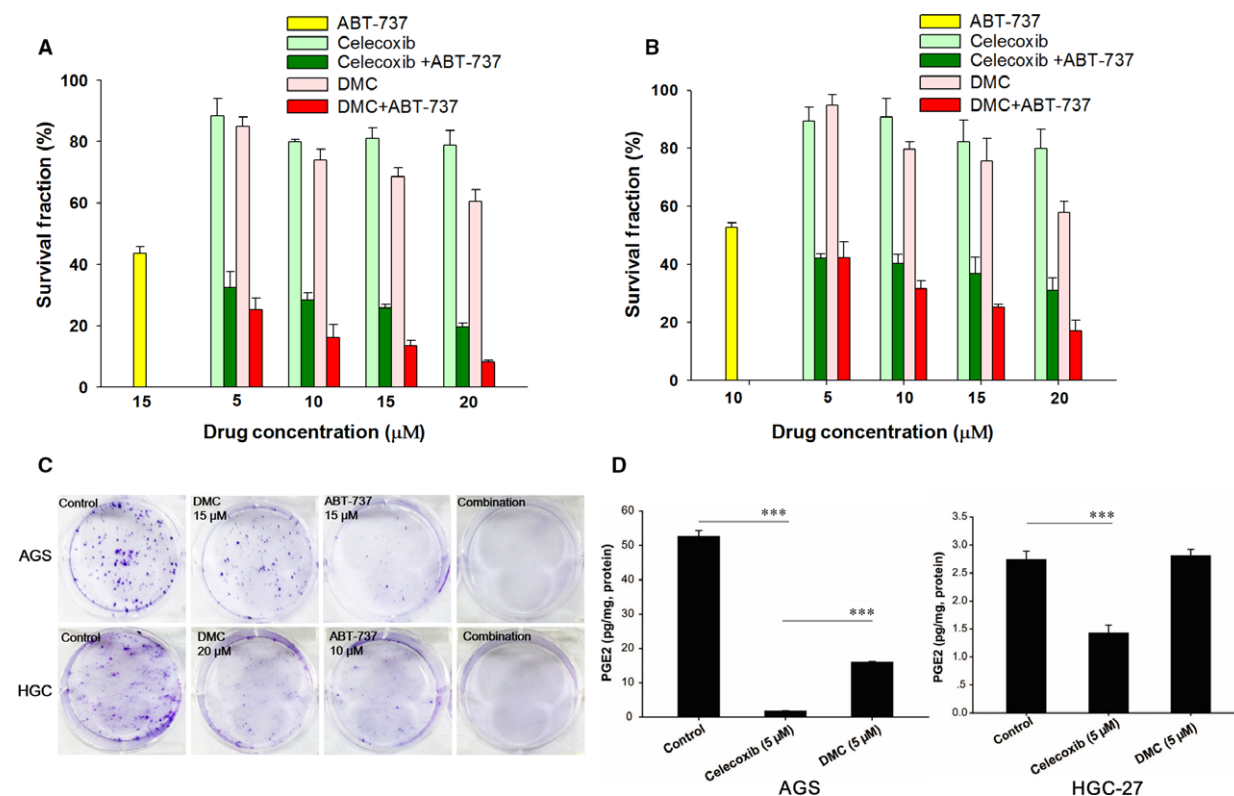 A
ABT-737
Celecoxib
Celecoxib +ABT-737
DMC
DMC+ABT-737
Survival fraction (%)
100
80
60
40
20
0
15
5
10
15
20
Drug concentration (µM)
B
ABT-737
Celecoxib
Celecoxib +ABT-737
DMC
DMC+ABT-737
Survival fraction (%)
100
80
60
40
20
0
10
5
10
15
20
Drug concentration (µM)
C
Control
DMC
15 µM
ABT-737
15 µM
Combination
AGS
Control
DMC
20 µM
ABT-737
10 µM
Combination
HGC
D
PGE2 (pg/mg, protein)
60
50
40
30
20
10
0
***
***
Control
Celecoxib (5 µM)
DMC (5 µM)
AGS
PGE2 (pg/mg, protein)
3.5
3.0
2.5
2.0
1.5
1.0
.5
0.0
***
Control
Celecoxib (5 µM)
DMC (5 µM)
HGC-27